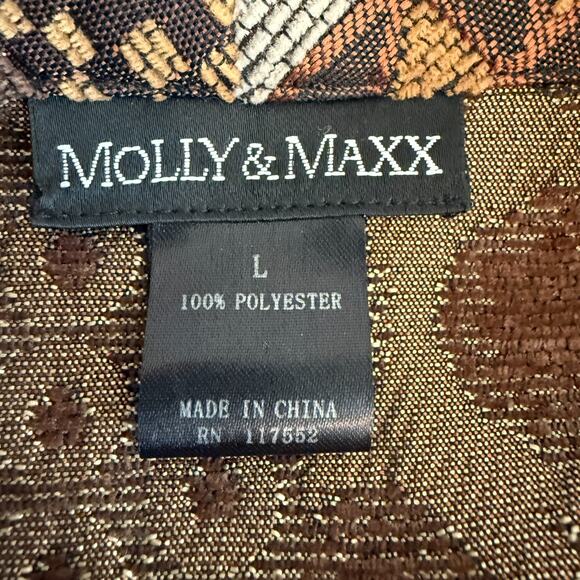 MOLLY & MAXX
L
100% POLYESTER
MADE IN CHINA
RN 117552